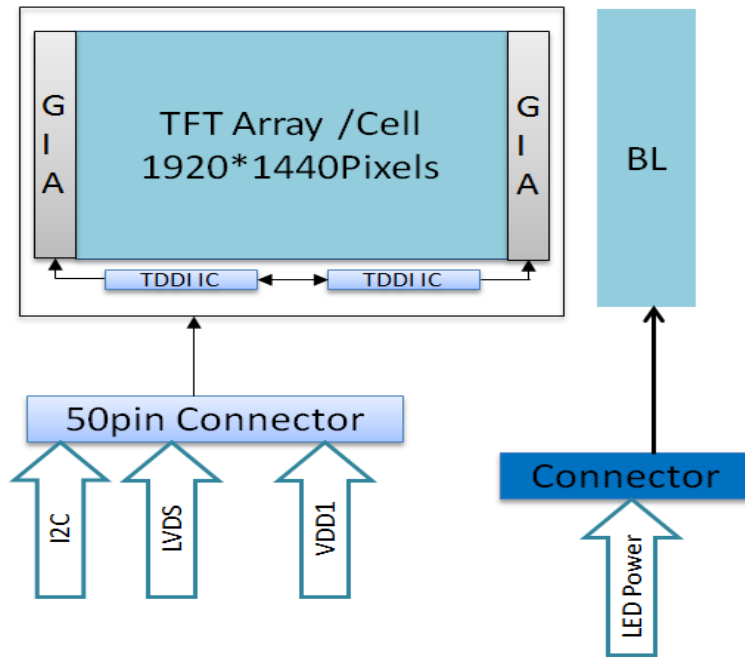 G
I
A
TFT Array /Cell
1920*1440Pixels
G
I
A
BL
TDDI IC
TDDI IC
50pin Connector
Connector
I2C
LVDS
VDD1
LED Power